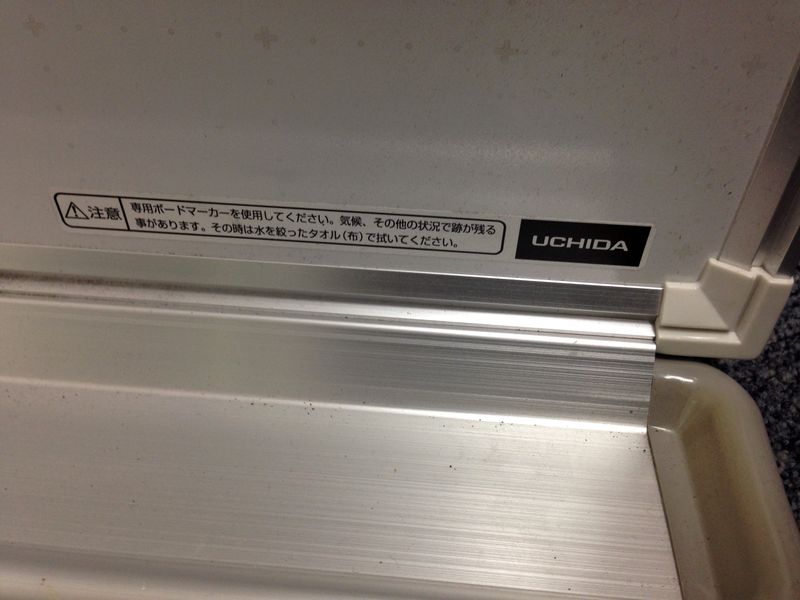 注意
専用ボードマーカーを使用してください。気候、その他の状況で跡が残る
事があります。その時は水を絞ったタオル(布)で拭いてください。
UCHIDA